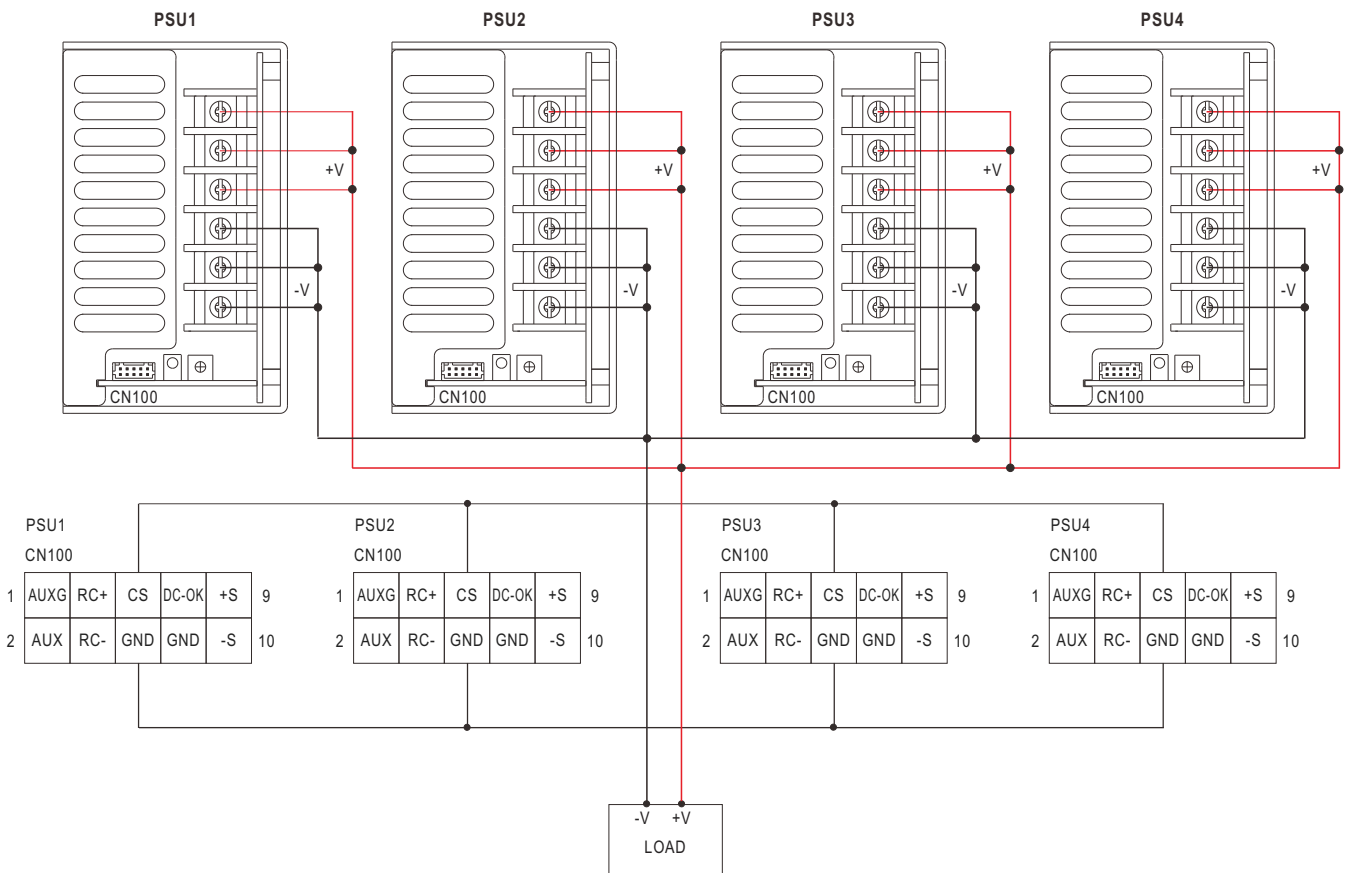 PSU1 PSU2 PSU3 PSU4
+V +V +V +V
-V -V -V -V
CN100 CN100 CN100 CN100
PSU1 PSU2 PSU3 PSU4
CN100 CN100 CN100 CN100
1 AUXG RC+ CS DC-OK +S 9 1 AUXG RC+ CS DC-OK +S 9 1 AUXG RC+ CS DC-OK +S 9 1 AUXG RC+ CS DC-OK +S 9
2 AUX RC- GND GND -S 10 2 AUX RC- GND GND -S 10 2 AUX RC- GND GND -S 10 2 AUX RC- GND GND -S 10
-V +V
LOAD